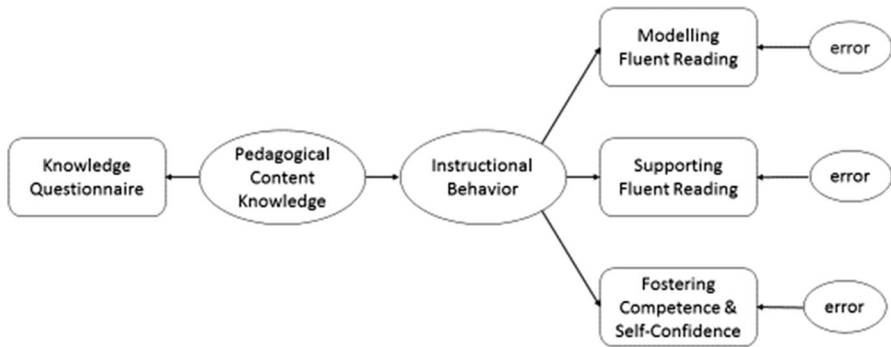 Modelling
Fluent Reading
error
Knowledge
Questionnaire
Pedagogical
Content
Knowledge
Instructional
Behavior
Supporting
Fluent Reading
error
Fostering
Competence &
Self-Confidence
error